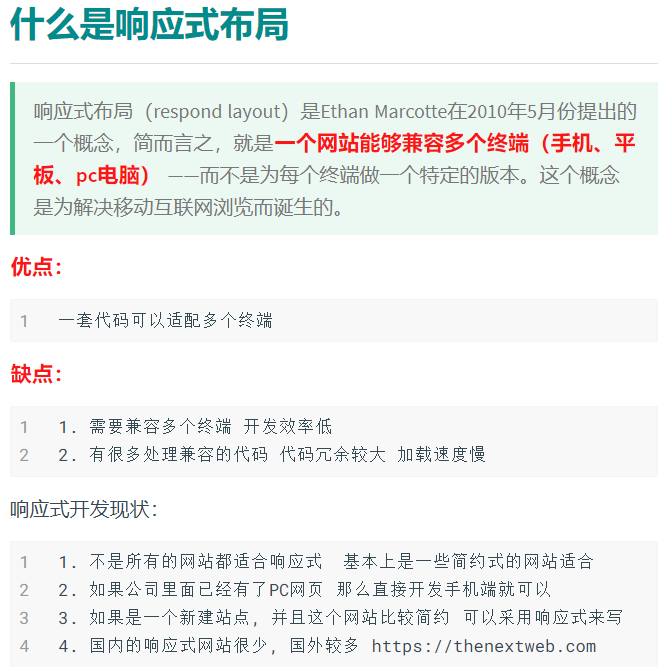 什么是响应式布局
响应式布局（respond layout）是Ethan Marcotte在2010年5月份提出的
一个概念，简而言之，就是一个网站能够兼容多个终端（手机、平
板、pc电脑） ——而不是为每个终端做一个特定的版本。这个概念
是为解决移动互联网浏览而诞生的。
优点：
1 一套代码可以适配多个终端
缺点：
1 1. 需要兼容多个终端 开发效率低
2 2. 有很多处理兼容的代码 代码冗余较大 加载速度慢
响应式开发现状：
1 1. 不是所有的网站都适合响应式  基本上是一些简约式的网站适合
2 2. 如果公司里面已经有了PC网页 那么直接开发手机端就可以
3 3. 如果是一个新建站点，并且这个网站比较简约 可以采用响应式来写
4 4. 国内的响应式网站很少，国外较多 https://thenextweb.com